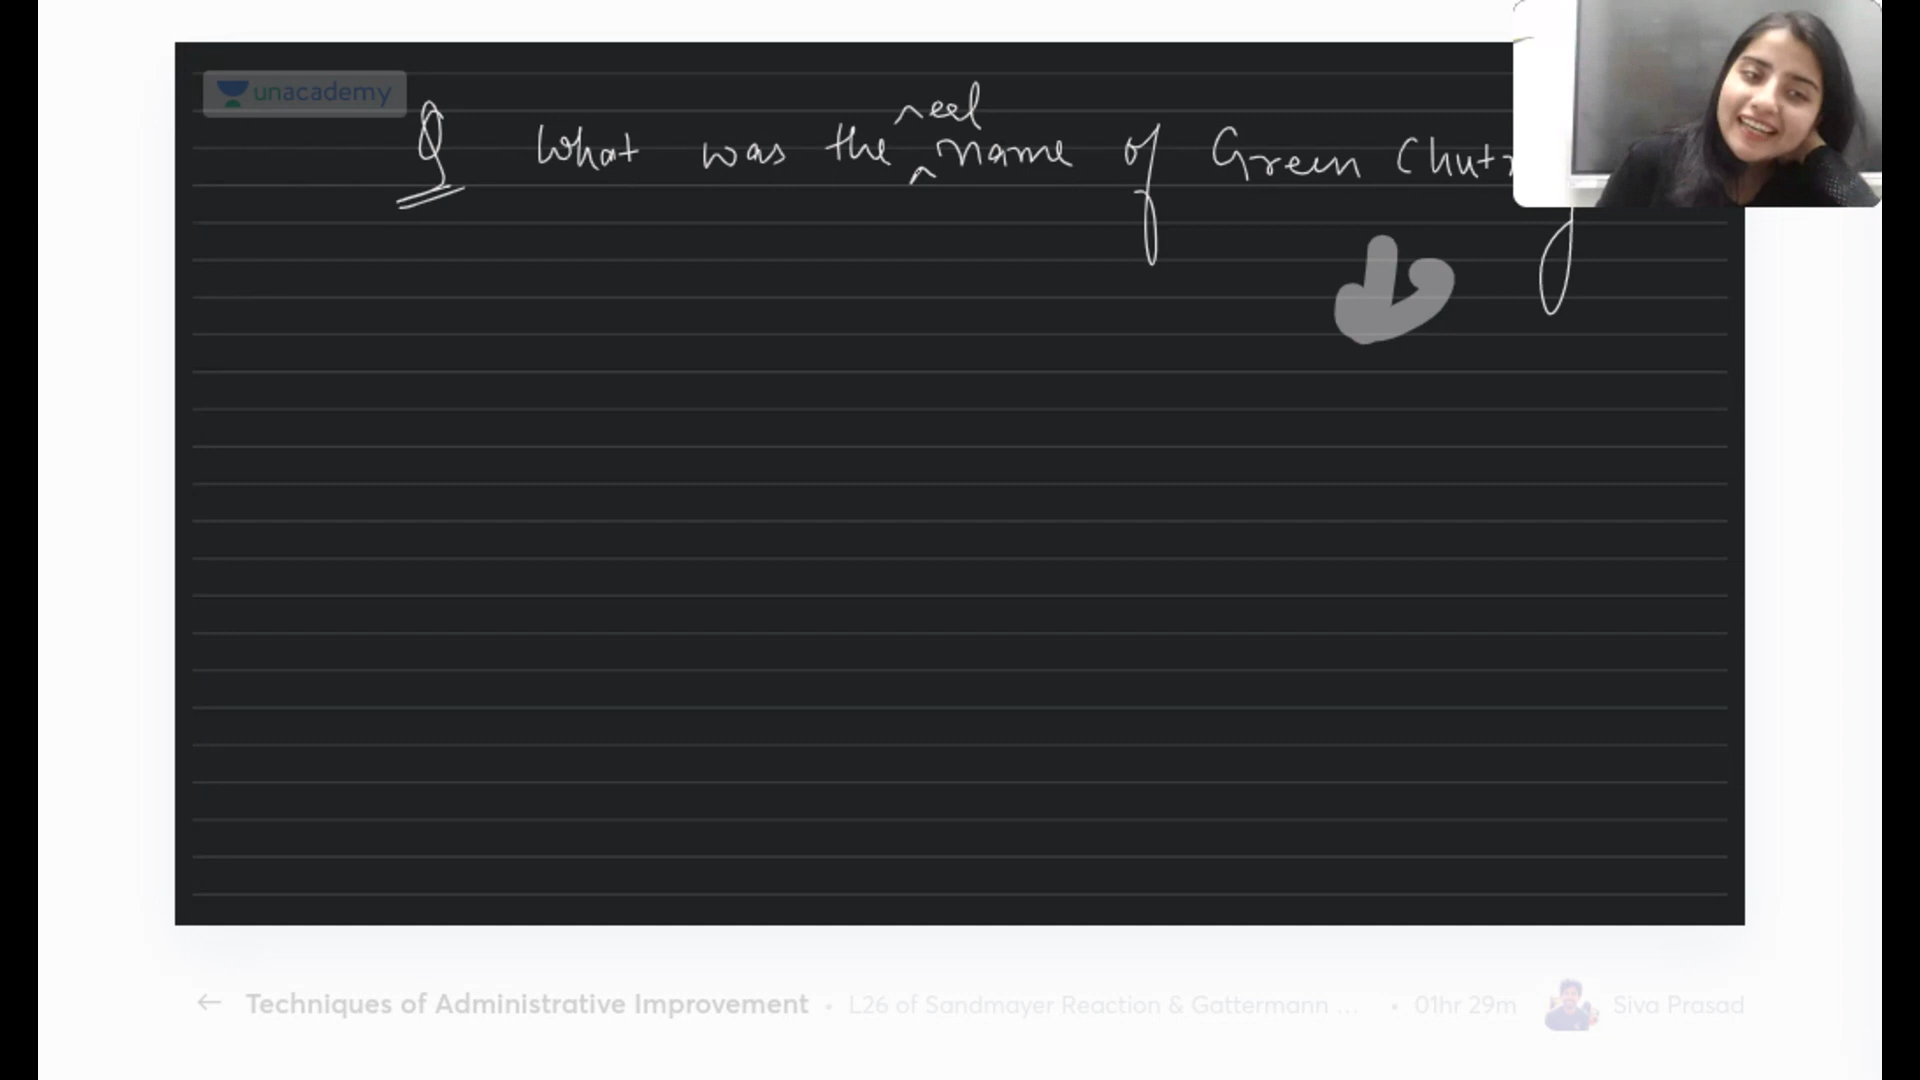 unacademy
real
Q What was the ^ name of Green Chutn
Techniques of Administrative Improvement • L26 of Sandmayer Reaction & Gattermann ... • 01hr 29m Siva Prasad